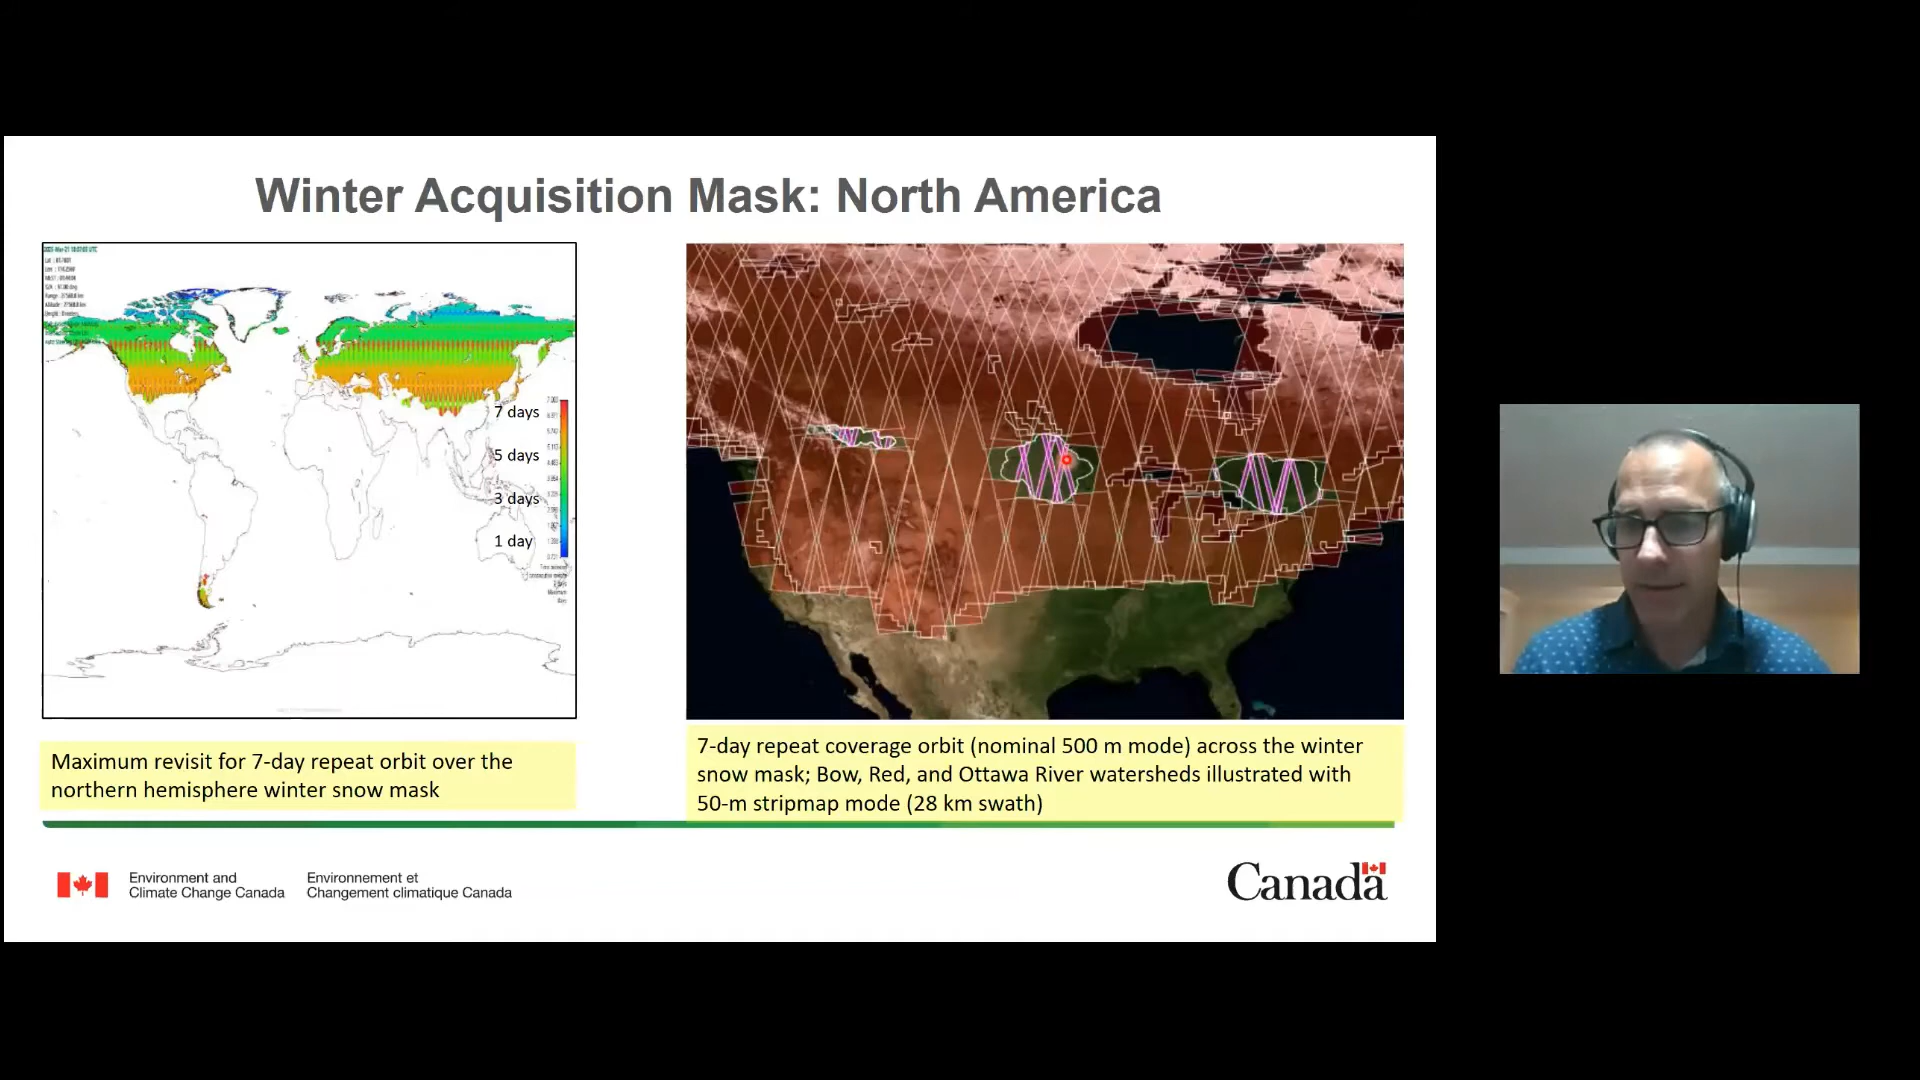 Winter Acquisition Mask: North America
7 days
5 days
3 days
1 day
Maximum revisit for 7-day repeat orbit over the
northern hemisphere winter snow mask
7-day repeat coverage orbit (nominal 500 m mode) across the winter
snow mask; Bow, Red, and Ottawa River watersheds illustrated with
50-m stripmap mode (28 km swath)
Environment and
Climate Change Canada
Environnement et
Changement climatique Canada
Canada